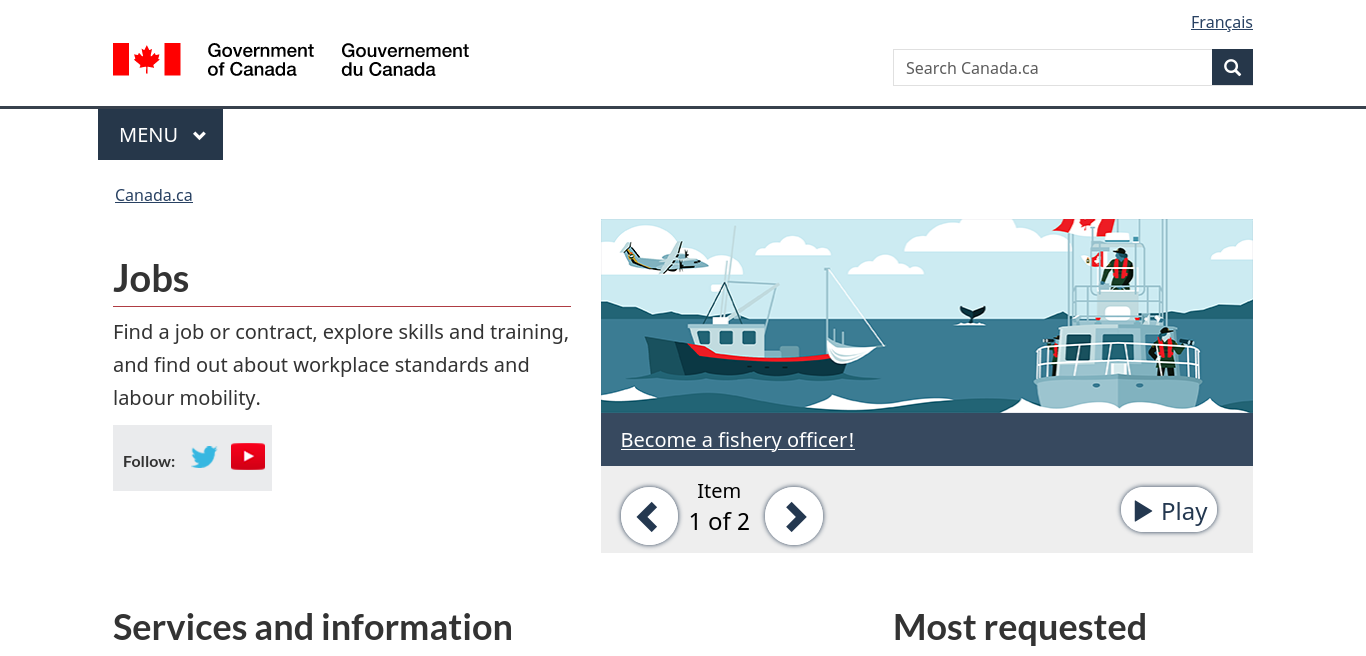 Français
Government of Canada
Gouvernement du Canada
Search Canada.ca
MENU
Canada.ca
Jobs
Find a job or contract, explore skills and training,
and find out about workplace standards and
labour mobility.
Follow:
Become a fishery officer!
Item
1 of 2
Play
Services and information
Most requested